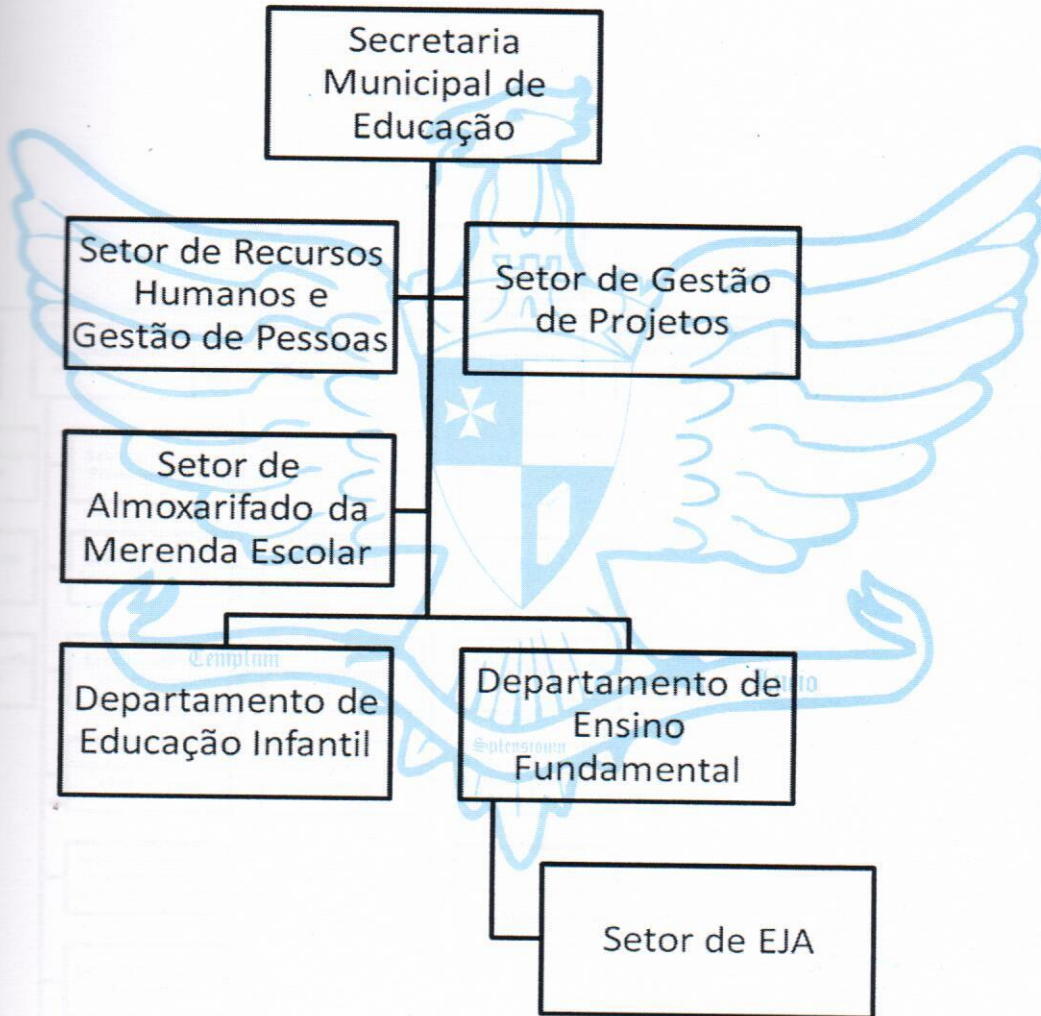 Secretaria
Municipal de
Educação
Setor de Recursos
Humanos e
Gestão de Pessoas
Setor de Gestão
de Projetos
Setor de
Almoxarifado da
Merenda Escolar
Templum
Departamento de
Educação Infantil
Departamento de
Ensino
Fundamental
Setor de EJA